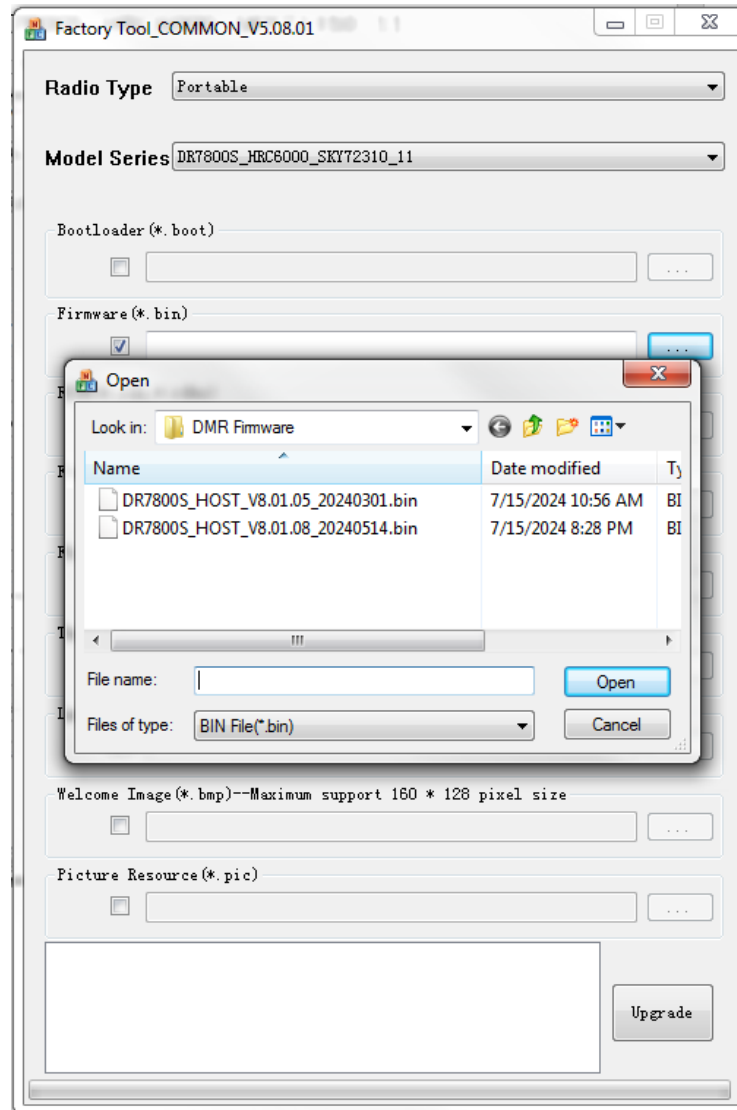 Factory Tool_COMMON_V5.08.01
Radio Type Portable
Model Series DR7800S_HRC6000_SKY72310_11
Bootloader(*.boot)
...
Firmware(*.bin)
...
Open
Look in: DMR Firmware
Name Date modified Ty
DR7800S_HOST_V8.01.05_20240301.bin 7/15/2024 10:56 AM BI
DR7800S_HOST_V8.01.08_20240514.bin 7/15/2024 8:28 PM BI
File name: Open
Files of type: BIN File(*.bin) Cancel
Welcome Image(*.bmp)--Maximum support 160 * 128 pixel size
...
Picture Resource(*.pic)
...
Upgrade